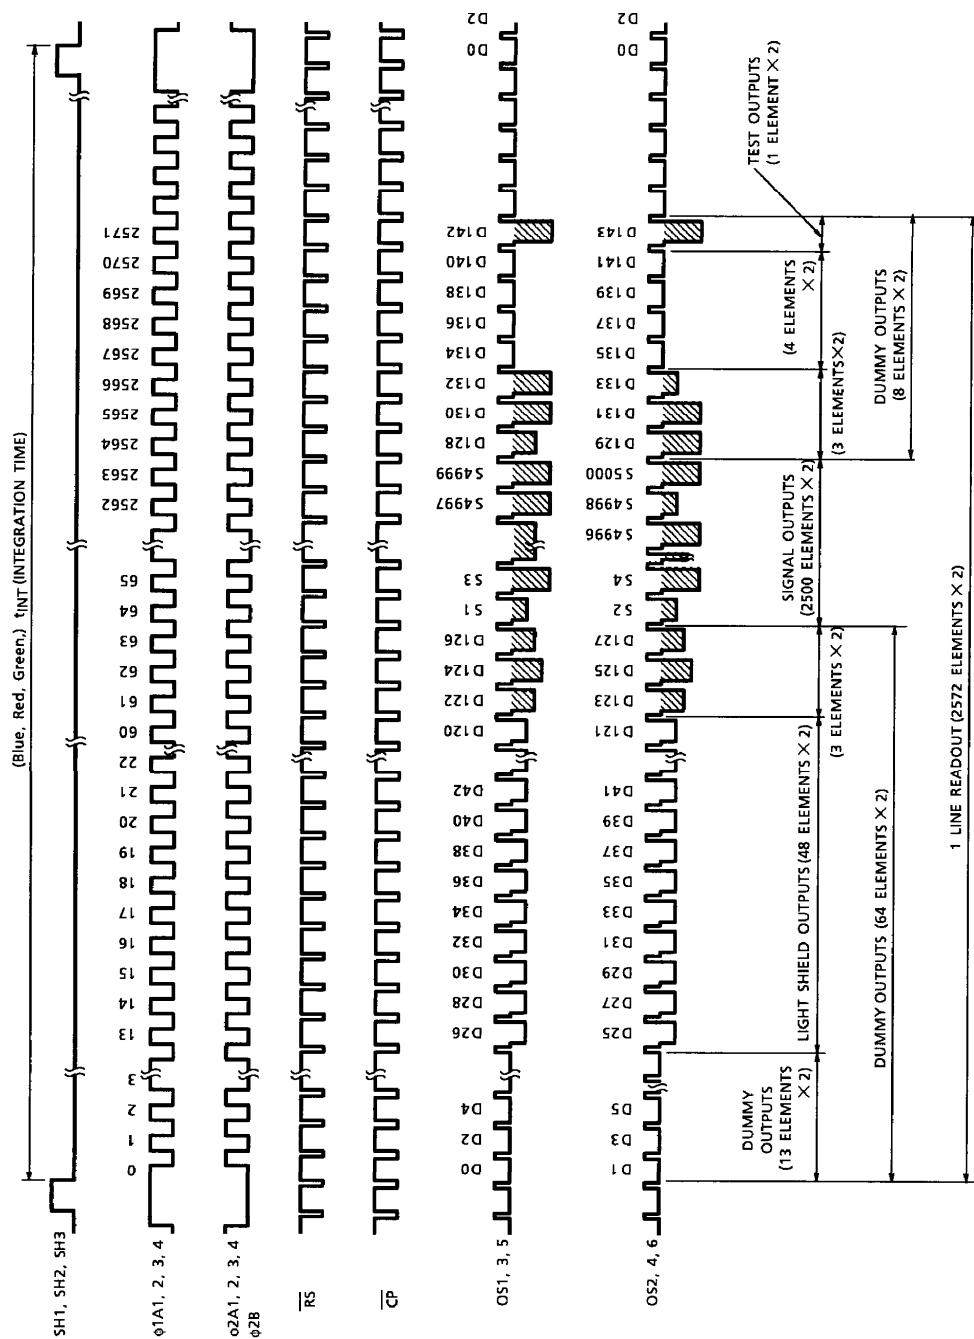 (Blue, Red, Green,) tINT (INTEGRATION TIME)
SH1, SH2, SH3
φ1A1, 2, 3, 4
0 1 2 3 13 14 15 16 17 18 19 20 21 22 60 61 62 63 64 65 2562 2563 2564 2565 2566 2567 2568 2569 2570 2571
φ2A1, 2, 3, 4
φ2B
RS
CP
OS1, 3, 5
D0 D2 D4 D26 D28 D30 D32 D34 D36 D38 D40 D42 D120 D122 D124 D126 S1 S3 S4997 S4999 D128 D130 D132 D134 D136 D138 D140 D142 D0 D2
OS2, 4, 6
D1 D3 D5 D25 D27 D29 D31 D33 D35 D37 D39 D41 D121 D123 D125 D127 S2 S4 S4996 S4998 S5000 D129 D131 D133 D135 D137 D139 D141 D143 D0 D2
TEST OUTPUTS
(1 ELEMENT × 2)
DUMMY
OUTPUTS
(13 ELEMENTS
× 2)
LIGHT SHIELD OUTPUTS (48 ELEMENTS × 2)
(3 ELEMENTS × 2)
SIGNAL OUTPUTS
(2500 ELEMENTS × 2)
(3 ELEMENTS×2)
(4 ELEMENTS
× 2)
DUMMY OUTPUTS (64 ELEMENTS × 2)
DUMMY OUTPUTS
(8 ELEMENTS × 2)
1 LINE READOUT (2572 ELEMENTS × 2)